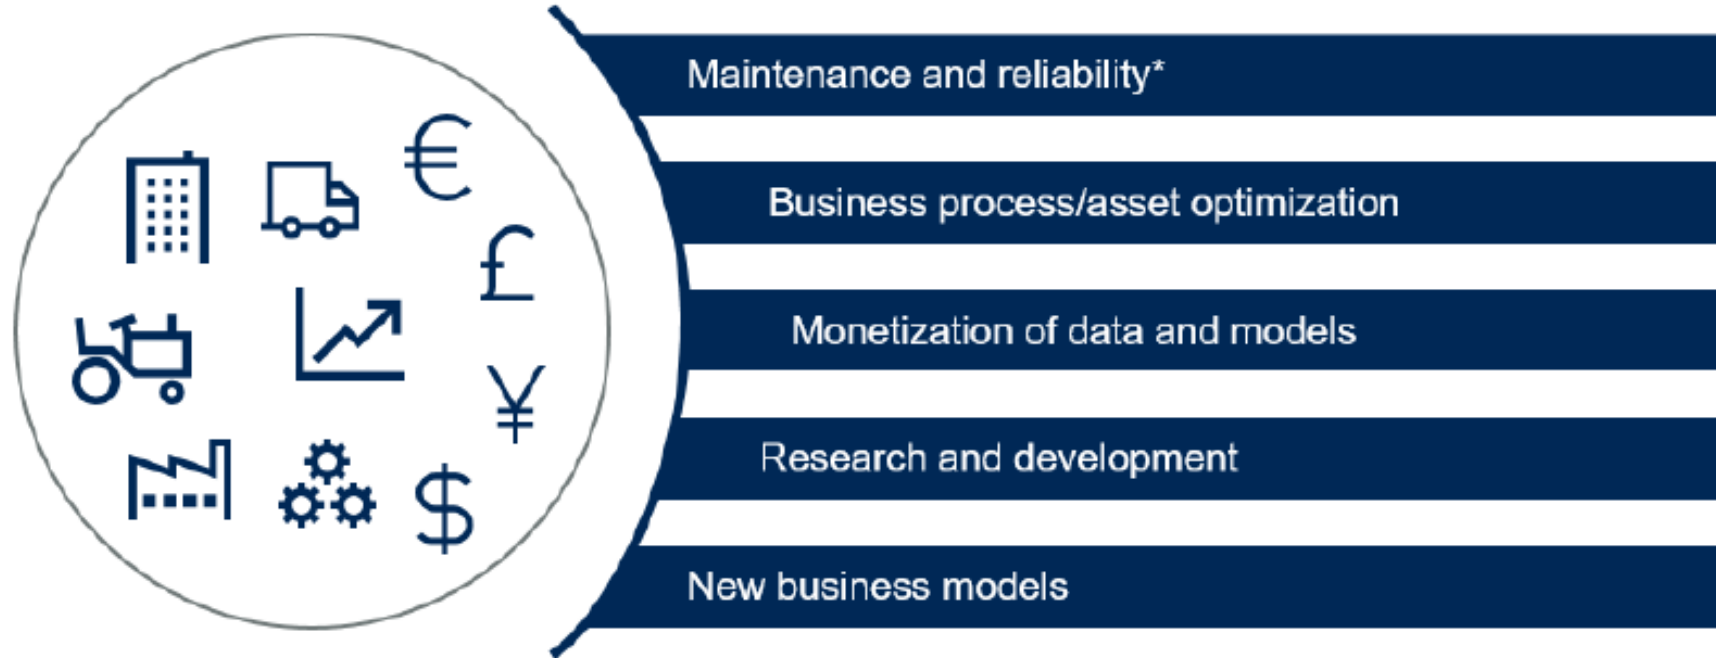 Maintenance and reliability*
€
Business process/asset optimization
£
Monetization of data and models
¥
Research and development
$
New business models